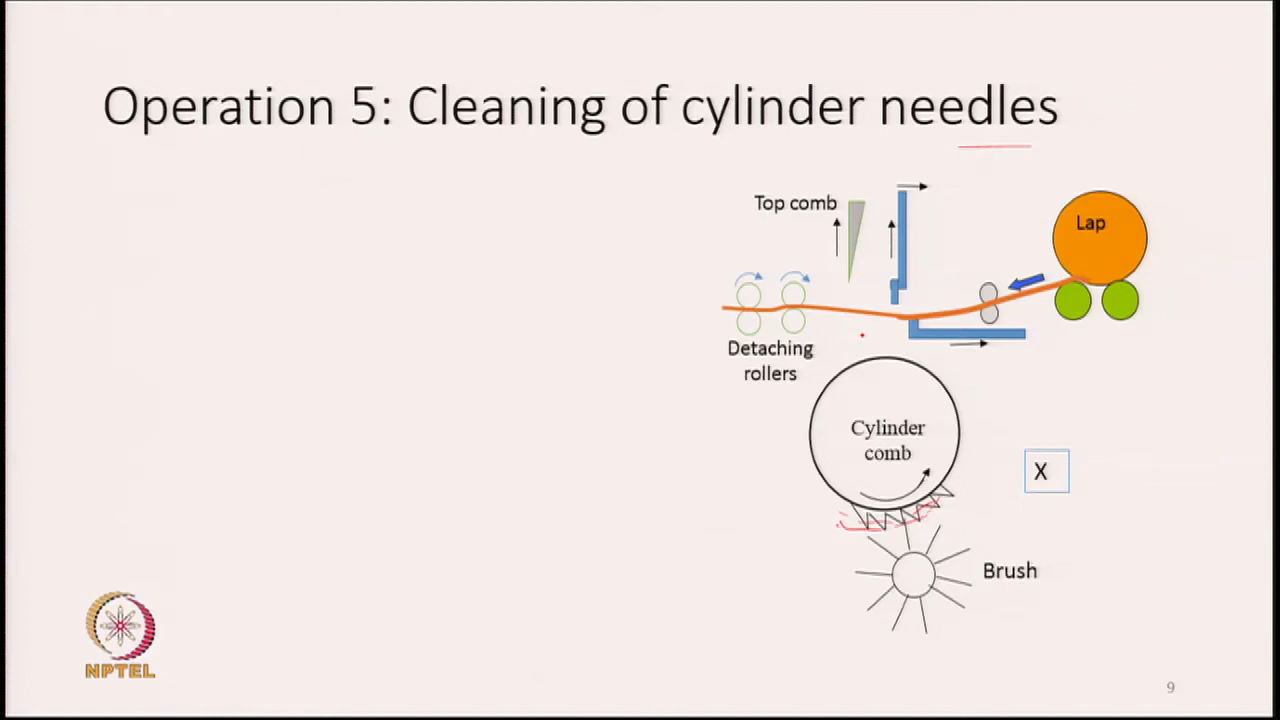 Operation 5: Cleaning of cylinder needles
Top comb
Lap
Detaching
rollers
Cylinder
comb
X
Brush
NPTEL
9